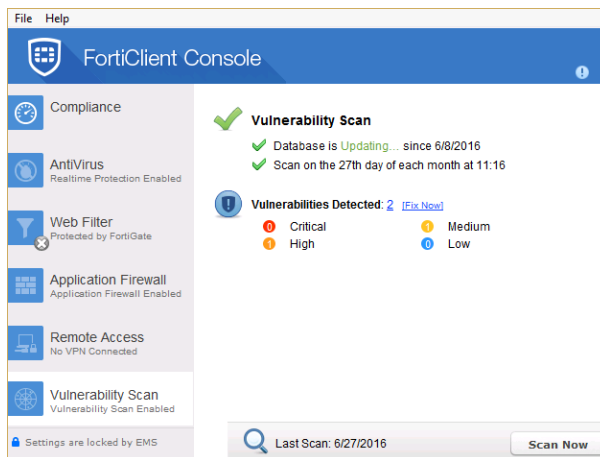 File Help
FortiClient Console
Compliance
AntiVirus
Realtime Protection Enabled
Web Filter
Protected by FortiGate
Application Firewall
Application Firewall Enabled
Remote Access
No VPN Connected
Vulnerability Scan
Vulnerability Scan Enabled
Settings are locked by EMS
Vulnerability Scan
Database is Updating... since 6/8/2016
Scan on the 27th day of each month at 11:16
Vulnerabilities Detected: 2 [Fix Now]
0 Critical 1 Medium
1 High 0 Low
Last Scan: 6/27/2016 Scan Now